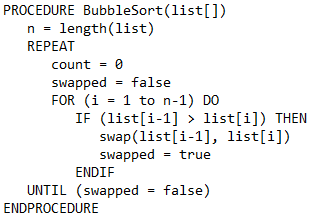 PROCEDURE BubbleSort(list[])
    n = length(list)
    REPEAT
        count = 0
        swapped = false
        FOR (i = 1 to n-1) DO
            IF (list[i-1] > list[i]) THEN
                swap(list[i-1], list[i])
                swapped = true
            ENDIF
    UNTIL (swapped = false)
ENDPROCEDURE